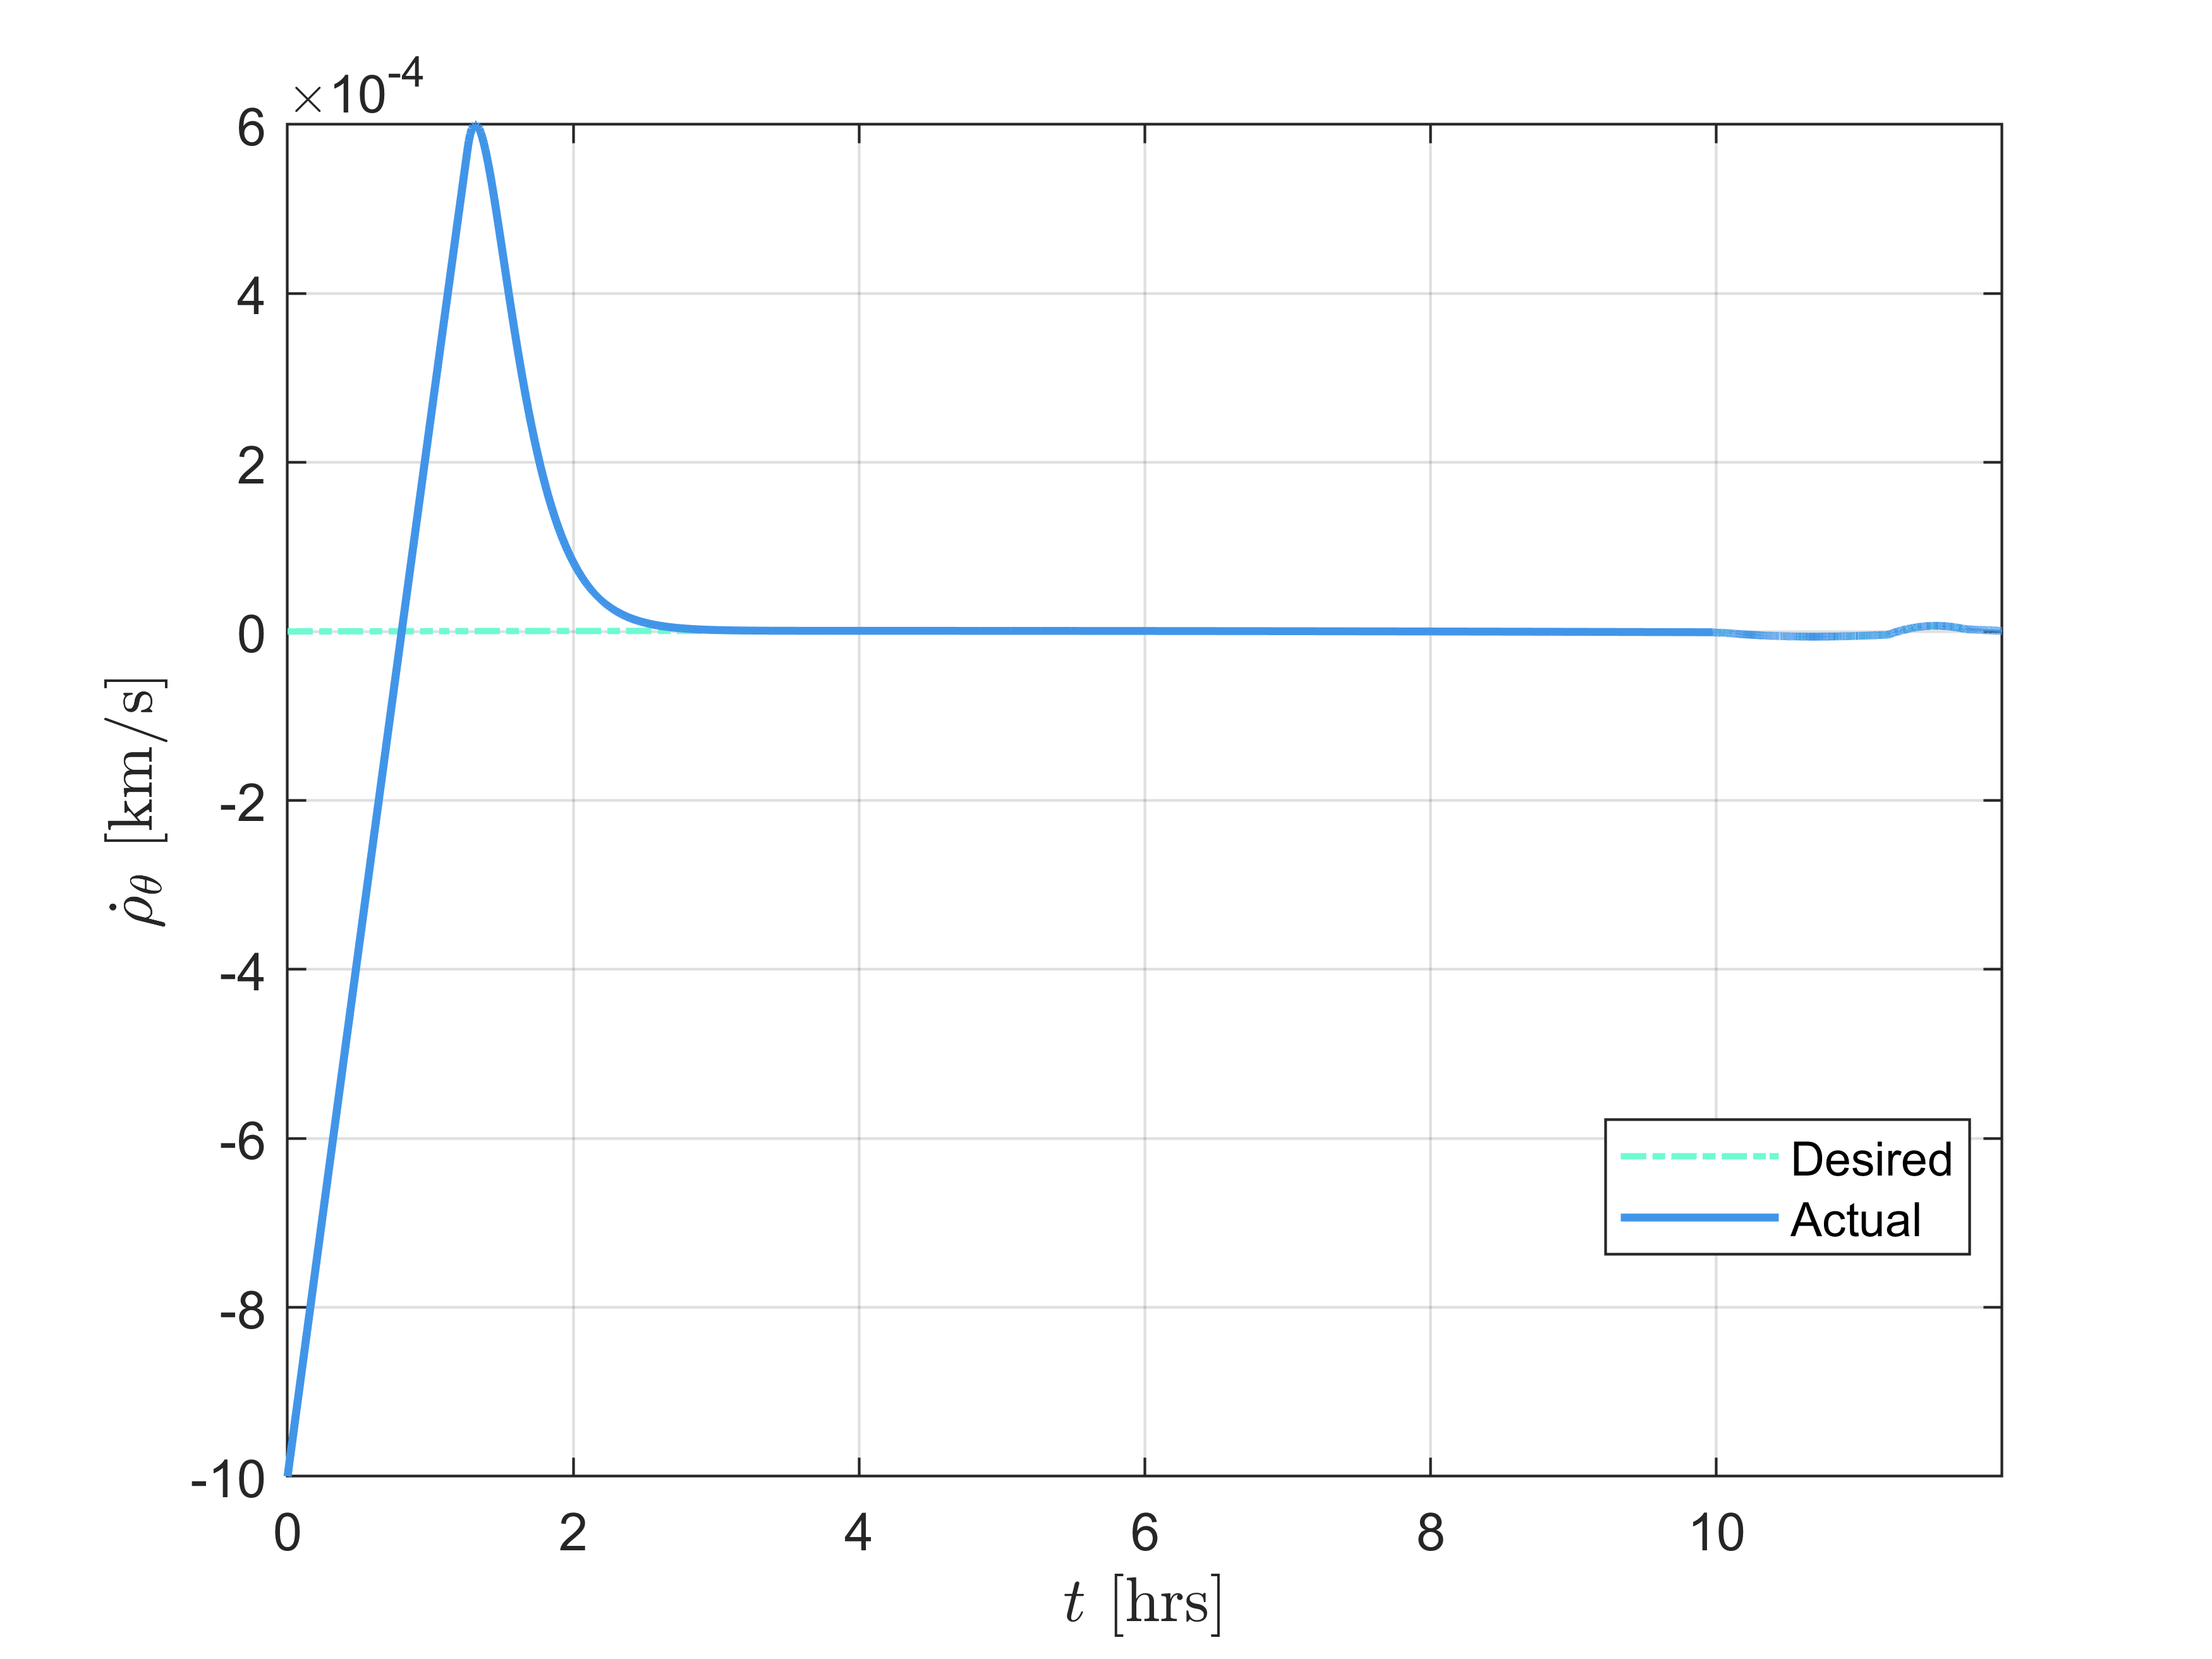 ×10⁻⁴
6
4
2
0
-2
-4
-6
-8
-10
0 2 4 6 8 10
t [hrs]
ρ̇_θ [km/s]
Desired
Actual